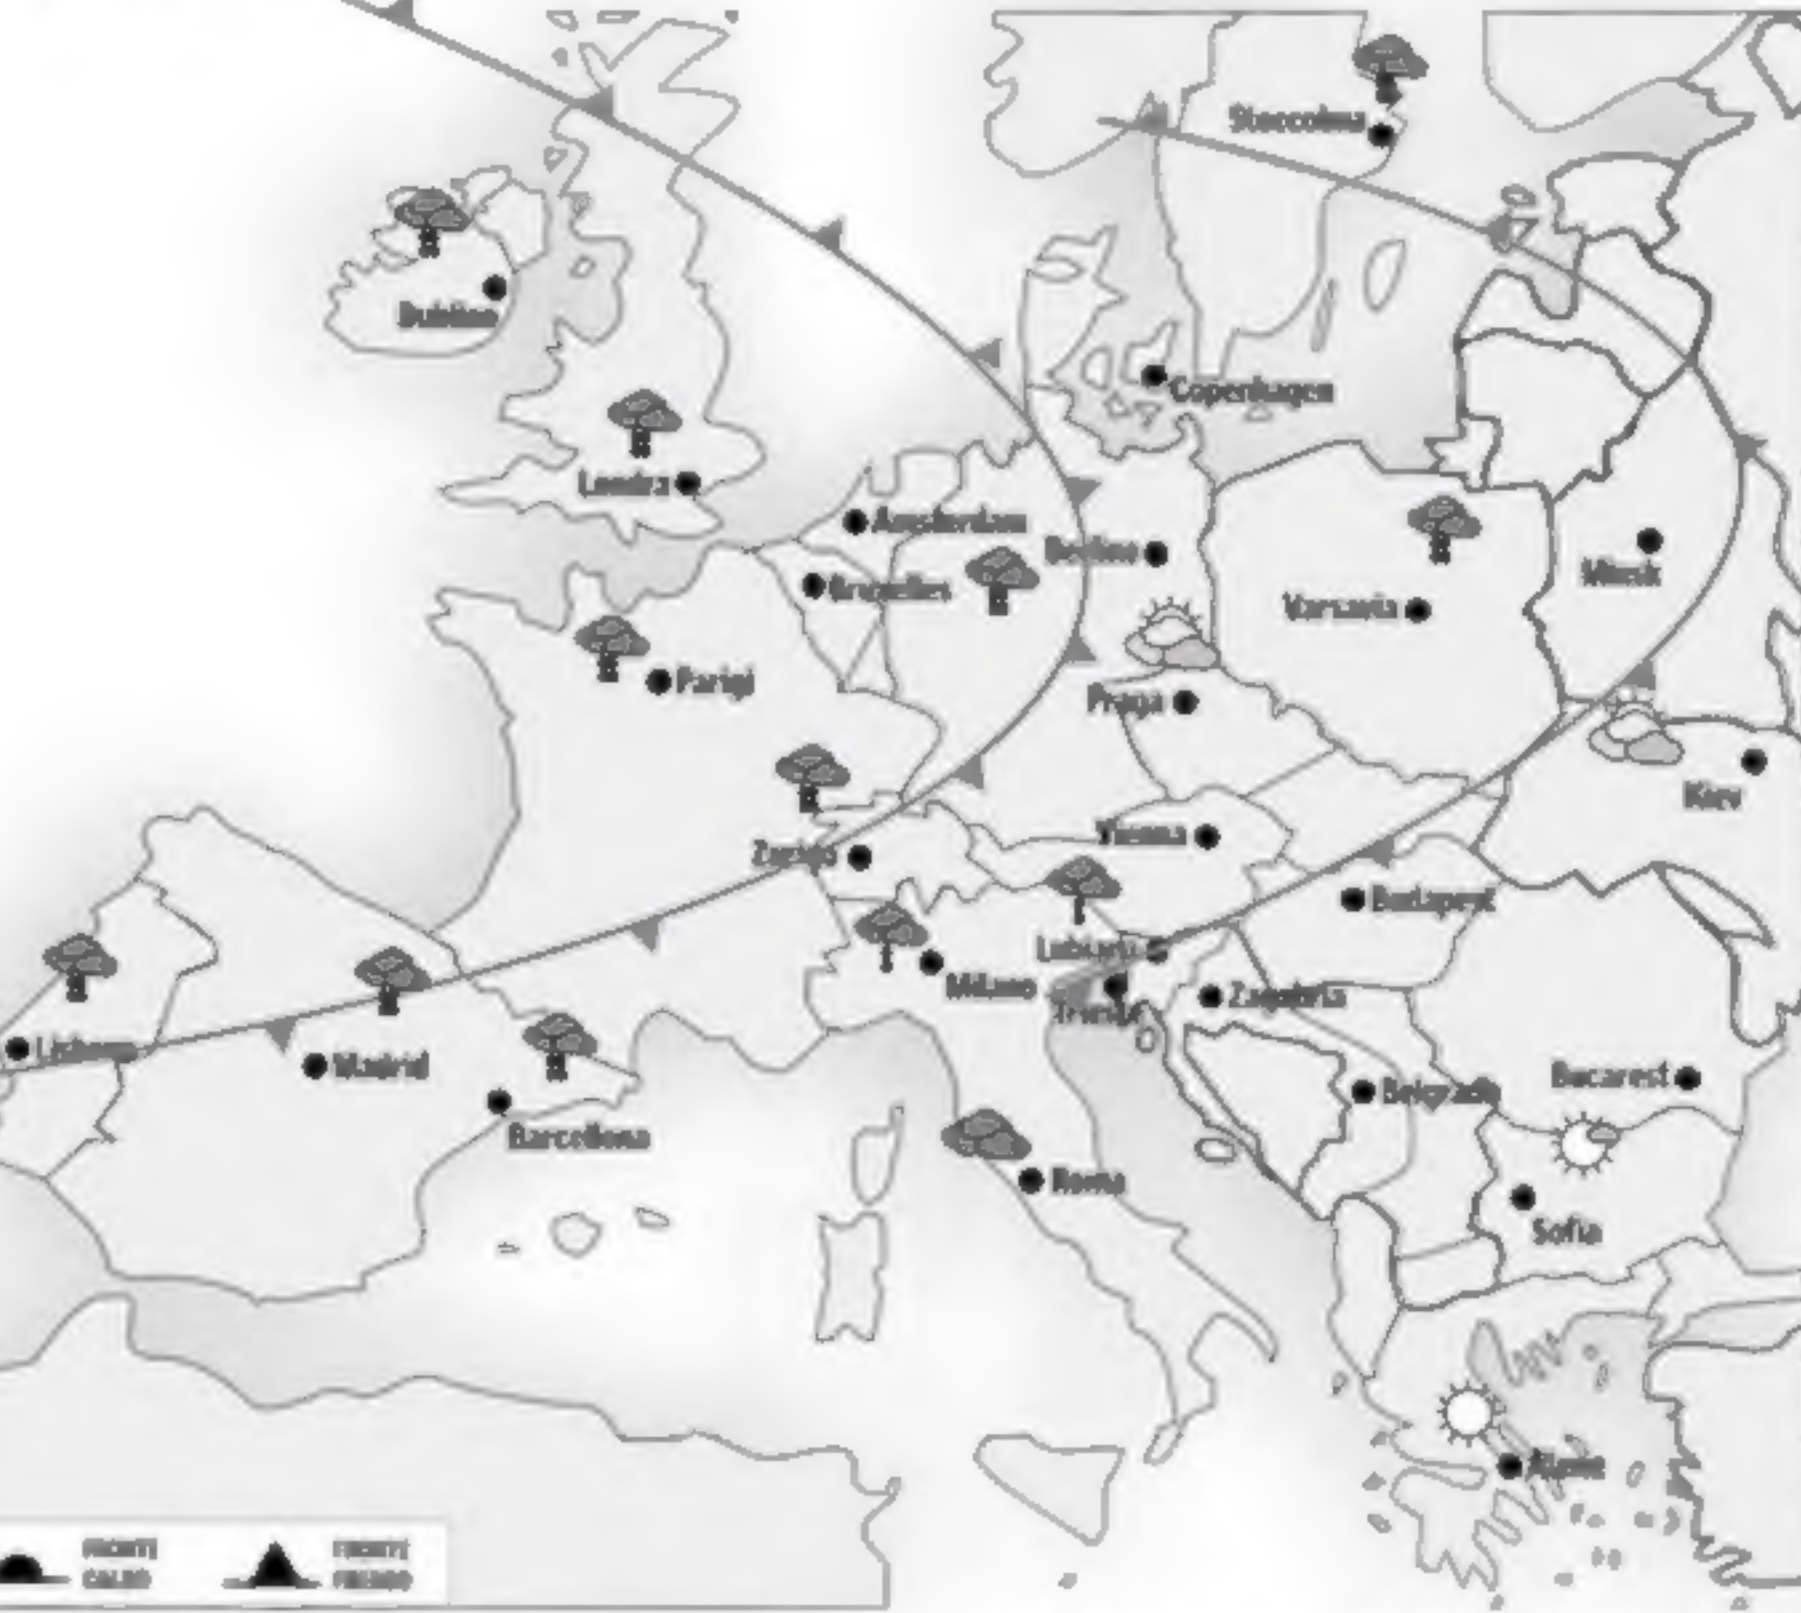 Stoccolma
Dublino
Copenhagen
Londra
Amsterdam
Berlino
Bruxelles
Minsk
Varsavia
Parigi
Praga
Kiev
Vienna
Zurigo
Budapest
Lubiana
Milano
Zagabria
Trieste
Lisbona
Madrid
Bucarest
Belgrado
Barcellona
Roma
Sofia
Atene
FRONTE
CALDO
FRONTE
FREDDO